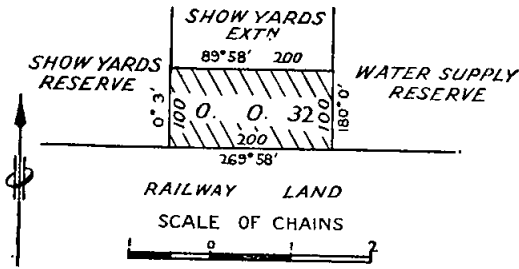 SHOW YARDS
EXTN
89°58' 200
SHOW YARDS
RESERVE
WATER SUPPLY
RESERVE
0°3'
100
0. 0. 32
100
180°0'
200
269°58'
RAILWAY LAND
SCALE OF CHAINS
1 0 1 2